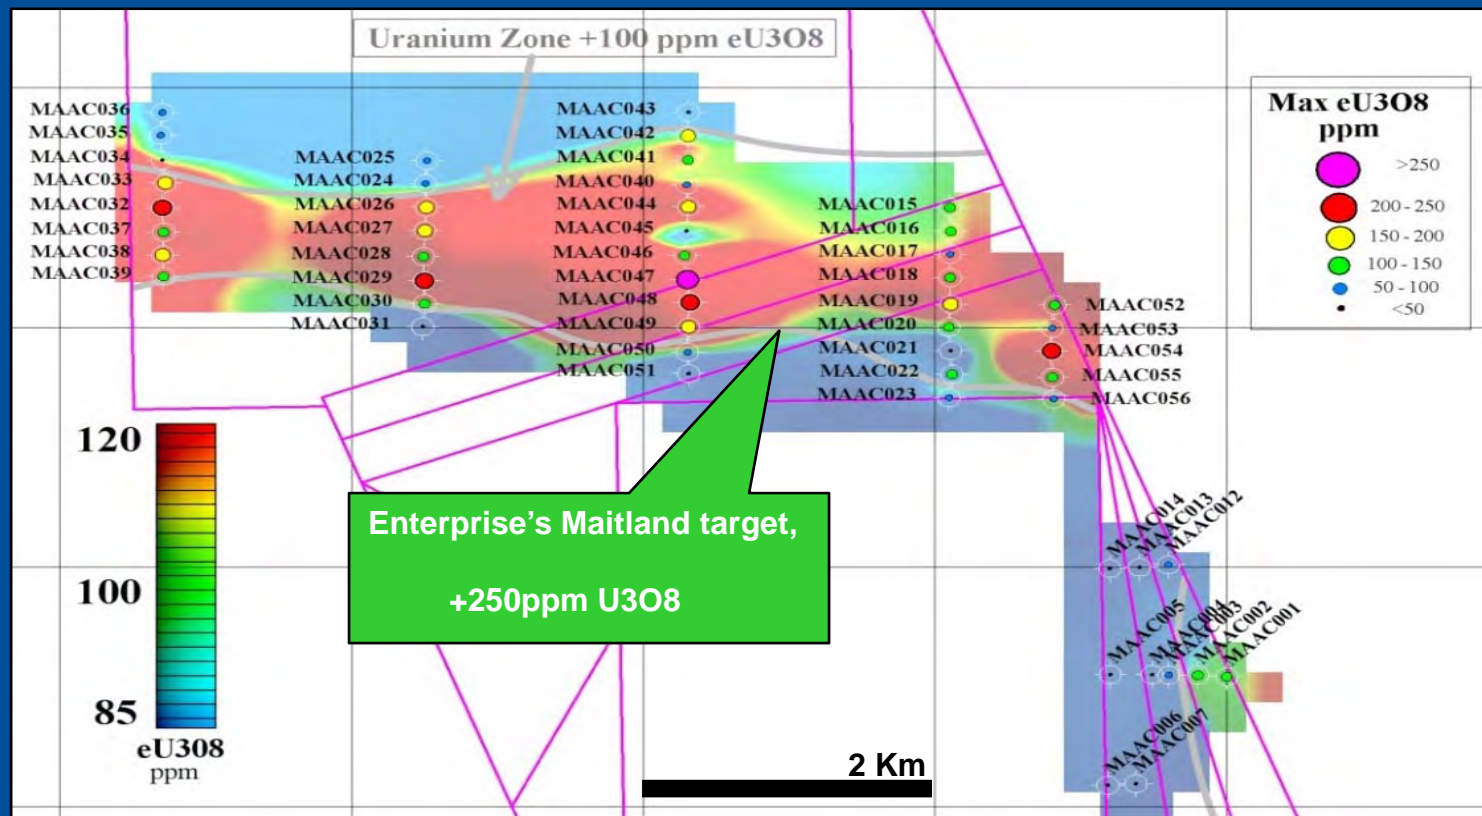 Uranium Zone +100 ppm eU3O8
Max eU3O8
ppm
>250
200 - 250
150 - 200
100 - 150
50 - 100
<50
MAAC036
MAAC035
MAAC034
MAAC033
MAAC032
MAAC037
MAAC038
MAAC039
MAAC025
MAAC024
MAAC026
MAAC027
MAAC028
MAAC029
MAAC030
MAAC031
MAAC043
MAAC042
MAAC041
MAAC040
MAAC044
MAAC045
MAAC046
MAAC047
MAAC048
MAAC049
MAAC050
MAAC051
MAAC015
MAAC016
MAAC017
MAAC018
MAAC019
MAAC020
MAAC021
MAAC022
MAAC023
MAAC052
MAAC053
MAAC054
MAAC055
MAAC056
120
100
85
eU308
ppm
Enterprise’s Maitland target,
+250ppm U3O8
MAAC014
MAAC013
MAAC012
MAAC005
MAAC004
MAAC003
MAAC002
MAAC001
MAAC006
MAAC007
2 Km